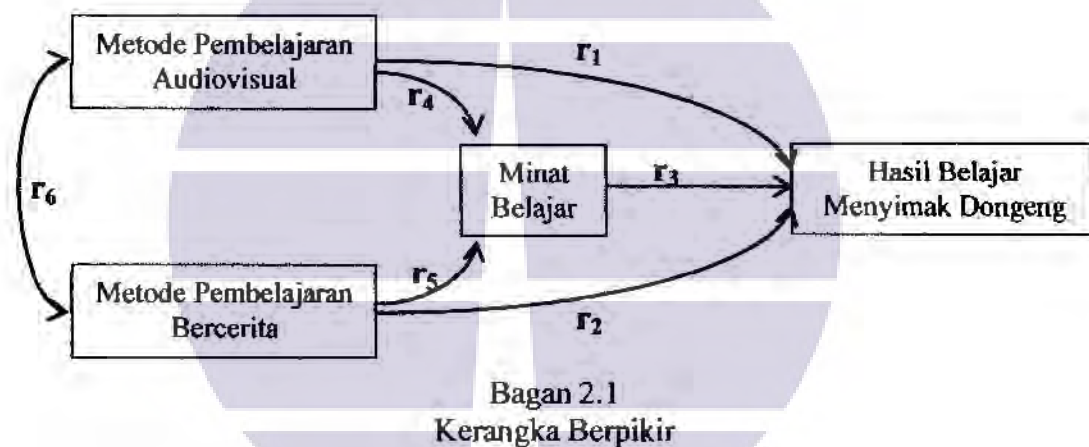 Metode Pembelajaran
Audiovisual
r1
r4
Minat
Belajar
r3
Hasil Belajar
Menyimak Dongeng
r6
r5
Metode Pembelajaran
Bercerita
r2
Bagan 2.1
Kerangka Berpikir